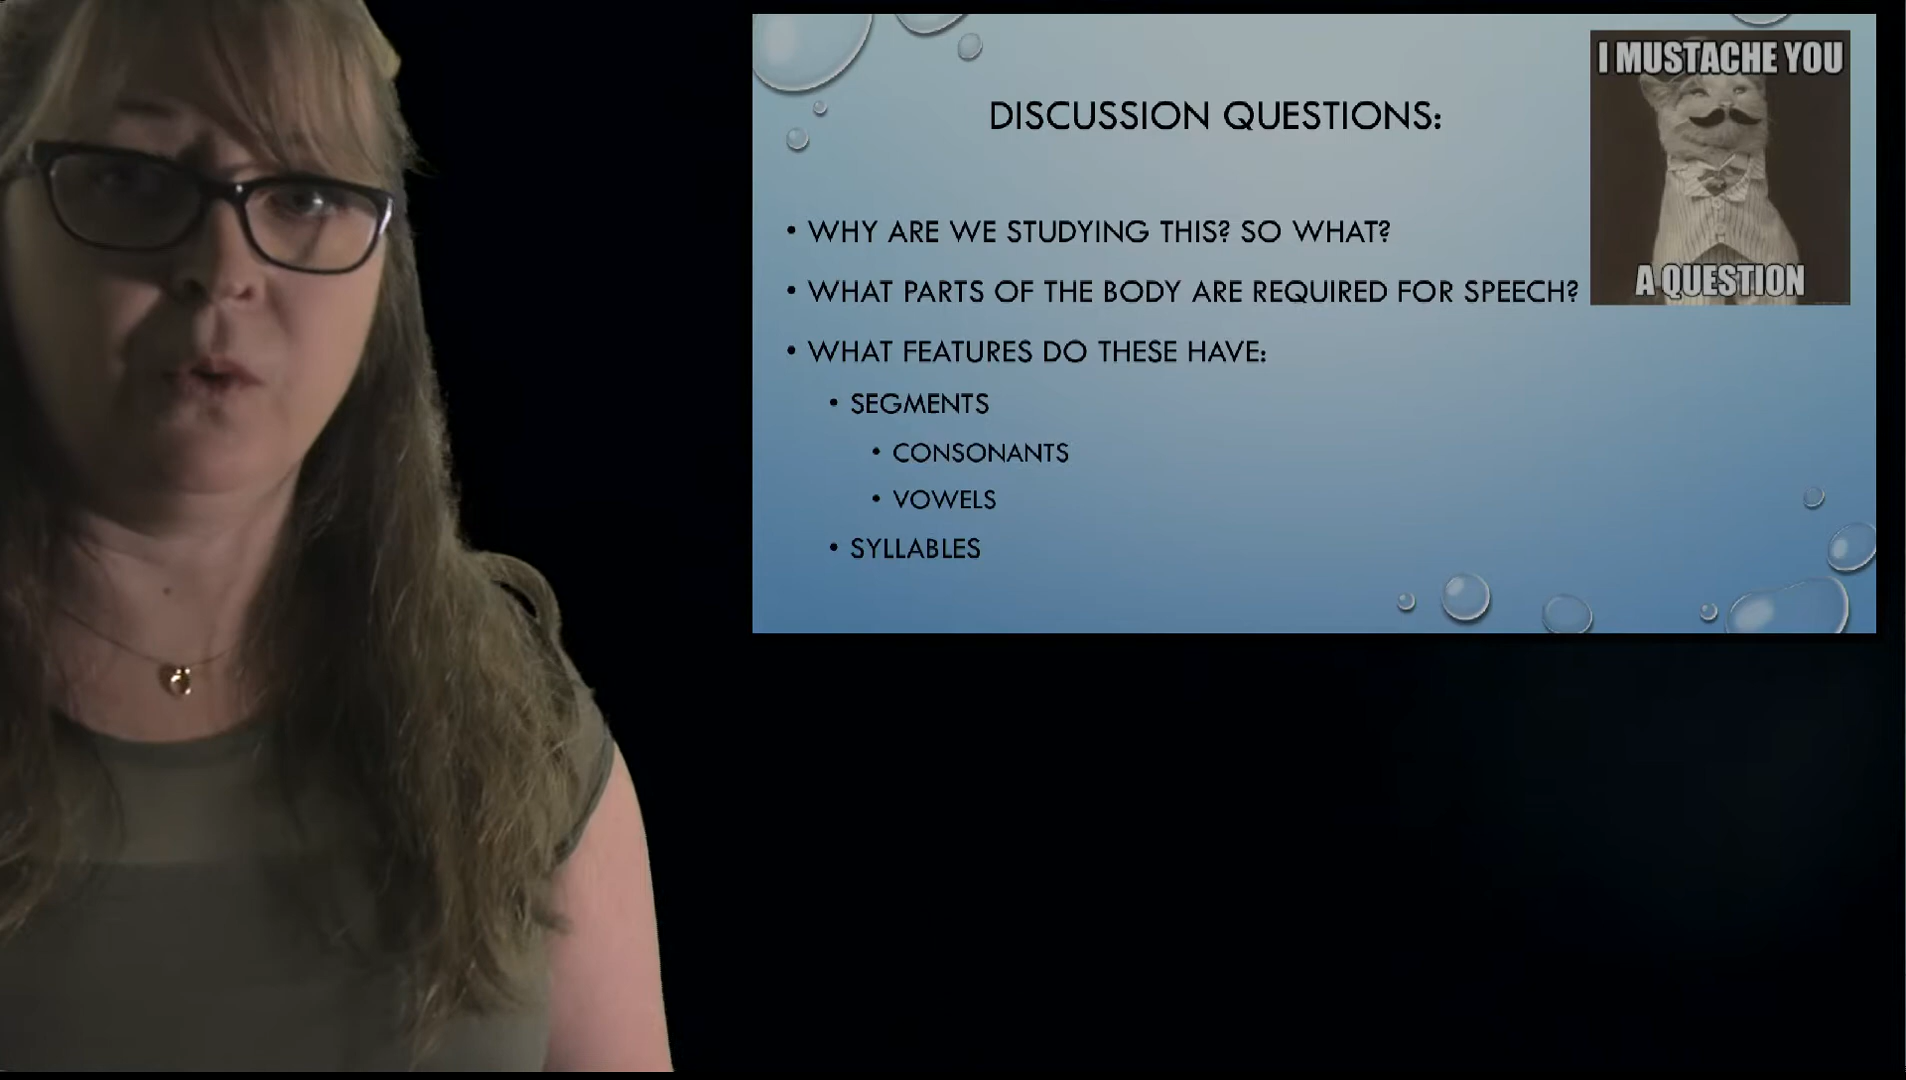 DISCUSSION QUESTIONS:
• WHY ARE WE STUDYING THIS? SO WHAT?
• WHAT PARTS OF THE BODY ARE REQUIRED FOR SPEECH?
• WHAT FEATURES DO THESE HAVE:
• SEGMENTS
• CONSONANTS
• VOWELS
• SYLLABLES
I MUSTACHE YOU
A QUESTION